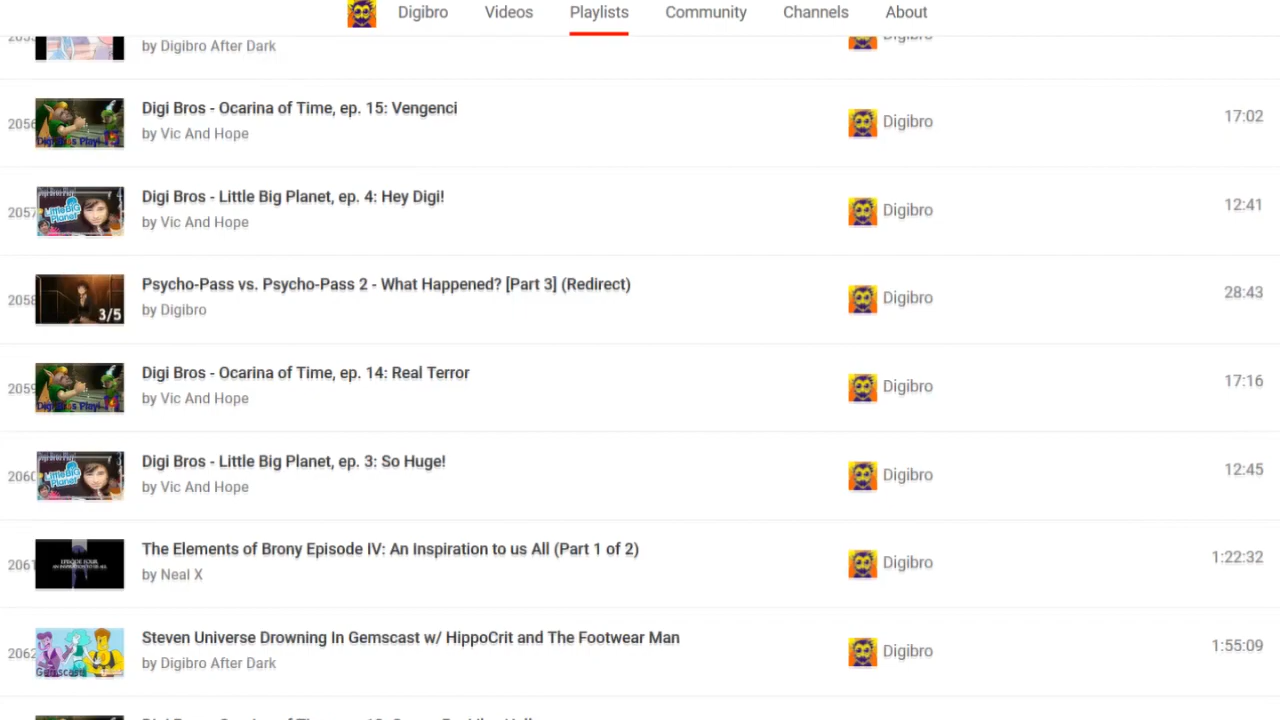 Digibro Videos Playlists Community Channels About
by Digibro After Dark Digibro
2056 Digi Bros - Ocarina of Time, ep. 15: Vengenci Digibro 17:02
by Vic And Hope
2057 Digi Bros - Little Big Planet, ep. 4: Hey Digi! Digibro 12:41
by Vic And Hope
2058 Psycho-Pass vs. Psycho-Pass 2 - What Happened? [Part 3] (Redirect) Digibro 28:43
3/5 by Digibro
2059 Digi Bros - Ocarina of Time, ep. 14: Real Terror Digibro 17:16
by Vic And Hope
2060 Digi Bros - Little Big Planet, ep. 3: So Huge! Digibro 12:45
by Vic And Hope
2061 The Elements of Brony Episode IV: An Inspiration to us All (Part 1 of 2) Digibro 1:22:32
EPISODE FOUR by Neal X
2062 Steven Universe Drowning In Gemscast w/ HippoCrit and The Footwear Man Digibro 1:55:09
Gemscast by Digibro After Dark